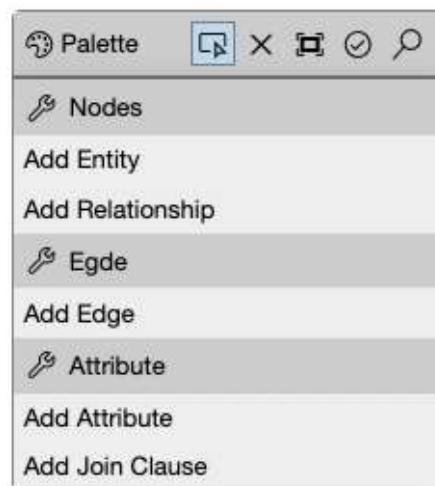 Palette
Nodes
Add Entity
Add Relationship
Egde
Add Edge
Attribute
Add Attribute
Add Join Clause